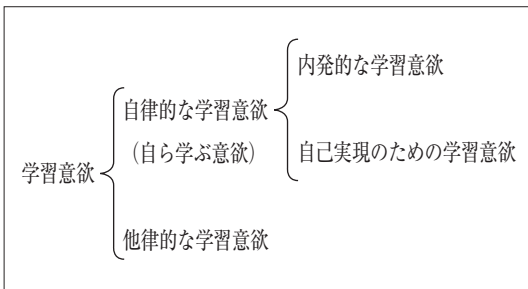 内発的な学習意欲
自律的な学習意欲
(自ら学ぶ意欲)
自己実現のための学習意欲
学習意欲
他律的な学習意欲